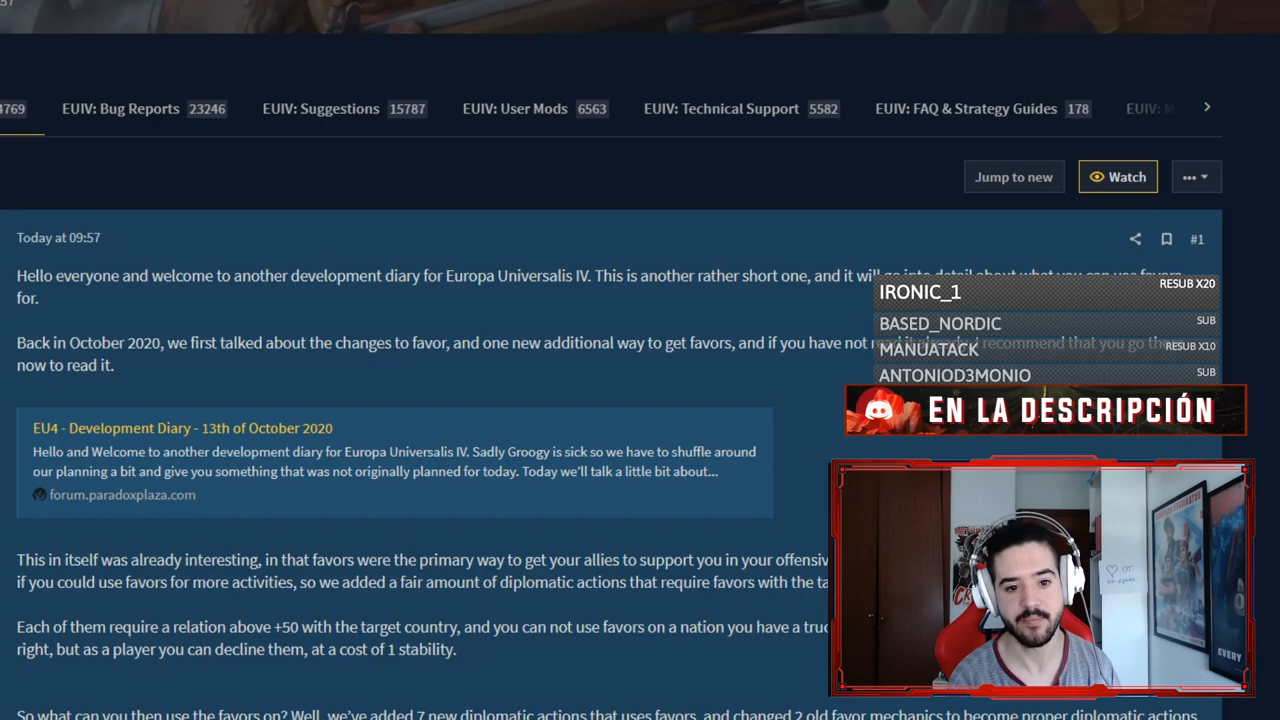 57
4769 EUIV: Bug Reports 23246 EUIV: Suggestions 15787 EUIV: User Mods 6563 EUIV: Technical Support 5582 EUIV: FAQ & Strategy Guides 178 EUIV:
Jump to new Watch
Today at 09:57 #1
Hello everyone and welcome to another development diary for Europa Universalis IV. This is another rather short one, and it will go into detail about what you can use favors
for.
IRONIC_1 RESUB X20
BASED_NORDIC SUB
Back in October 2020, we first talked about the changes to favor, and one new additional way to get favors, and if you have not recommend that you go
MANUATACK RESUB X10
now to read it.
ANTONIOD3MONIO SUB
EN LA DESCRIPCIÓN
EU4 - Development Diary - 13th of October 2020
Hello and Welcome to another development diary for Europa Universalis IV. Sadly Groogy is sick so we have to shuffle around
our planning a bit and give you something that was not originally planned for today. Today we'll talk a little bit about...
forum.paradoxplaza.com
This in itself was already interesting, in that favors were the primary way to get your allies to support you in your offensiv
if you could use favors for more activities, so we added a fair amount of diplomatic actions that require favors with the ta
Each of them require a relation above +50 with the target country, and you can not use favors on a nation you have a truc
right, but as a player you can decline them, at a cost of 1 stability.
So what can you then use the favors on? Well, we've added 7 new diplomatic actions that uses favors, and changed 2 old favor mechanics to become proper diplomatic actions
OT
EVERY